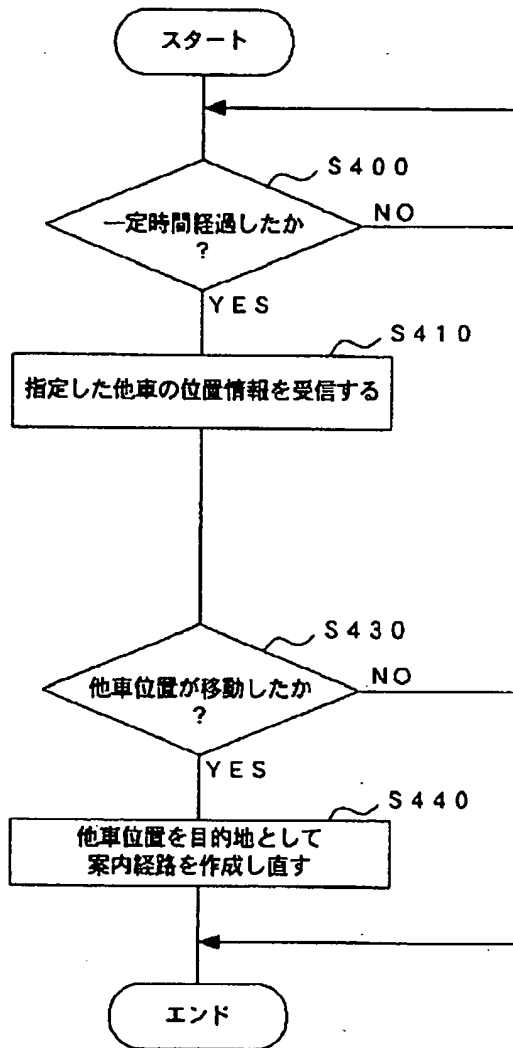 スタート
S400
一定時間経過したか
?
NO
YES
S410
指定した他車の位置情報を受信する
S430
他車位置が移動したか
?
NO
YES
S440
他車位置を目的地として
案内経路を作成し直す
エンド